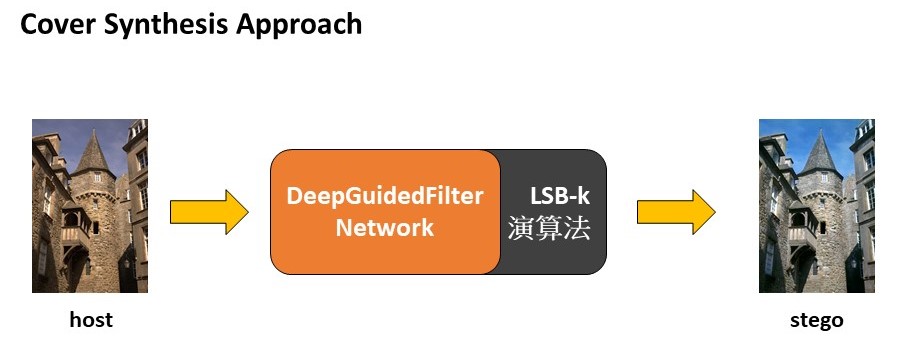 Cover Synthesis Approach
DeepGuidedFilter
Network
LSB-k
演算法
host
stego